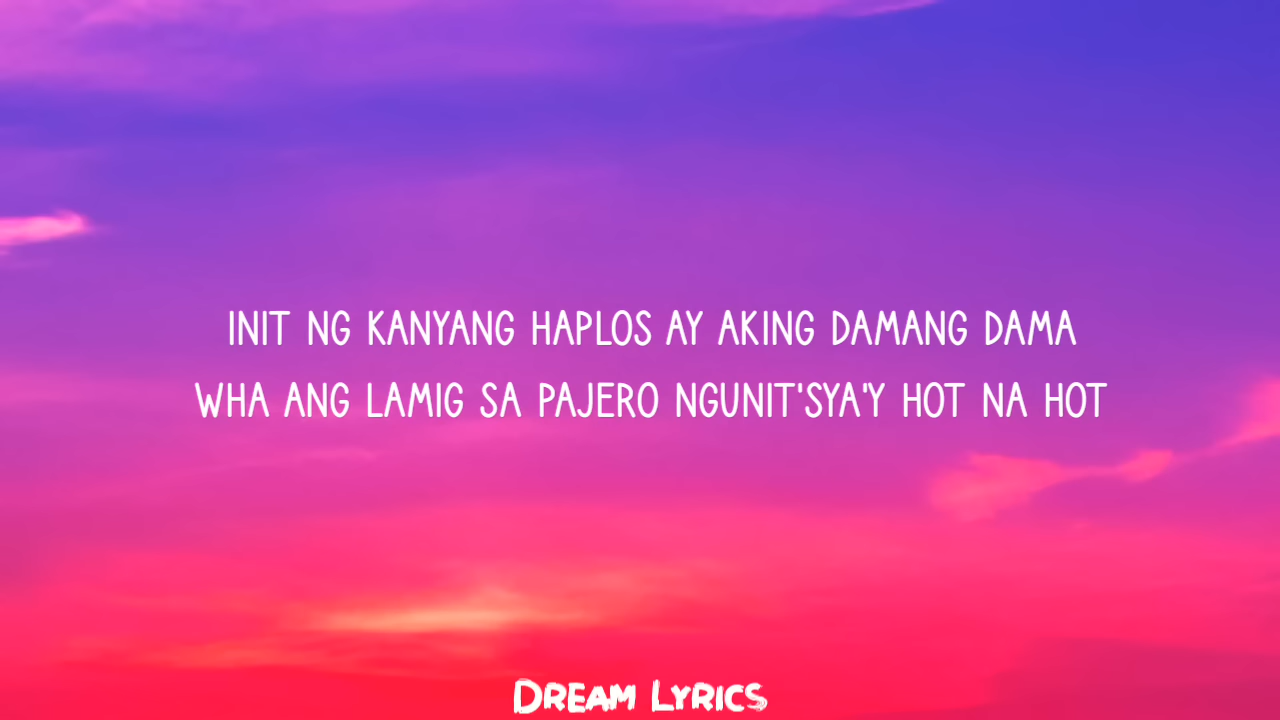 INIT NG KANYANG HAPLOS AY AKING DAMANG DAMA
WHA ANG LAMIG SA PAJERO NGUNIT'SYA'Y HOT NA HOT
DREAM LYRICS